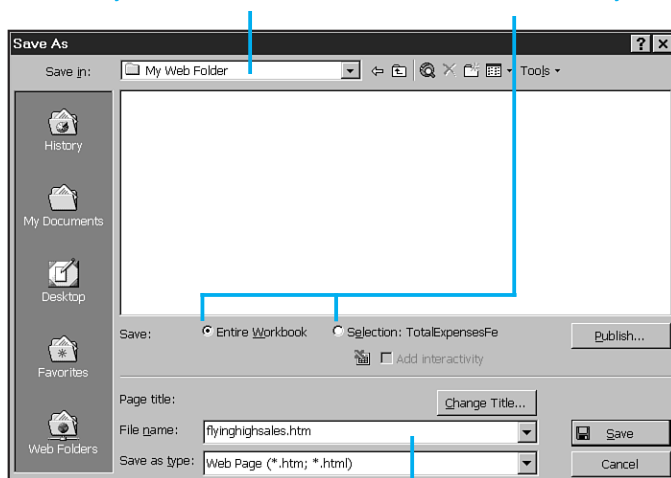 Save As
Save in:
My Web Folder
Tools
History
My Documents
Desktop
Favorites
Web Folders
Save:
Entire Workbook
Selection: TotalExpensesFe
Publish...
Add interactivity
Page title:
Change Title...
File name:
flyinghighsales.htm
Save
Save as type:
Web Page (*.htm; *.html)
Cancel